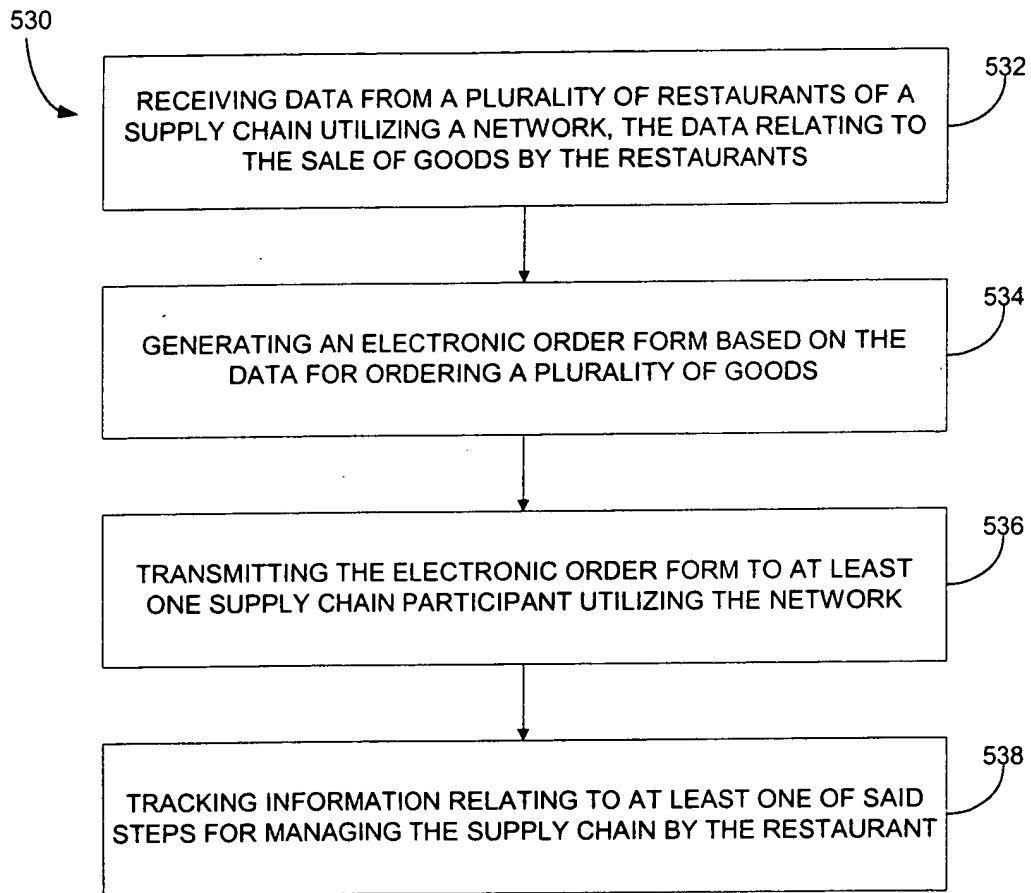 530
532
RECEIVING DATA FROM A PLURALITY OF RESTAURANTS OF A
SUPPLY CHAIN UTILIZING A NETWORK, THE DATA RELATING TO
THE SALE OF GOODS BY THE RESTAURANTS
534
GENERATING AN ELECTRONIC ORDER FORM BASED ON THE
DATA FOR ORDERING A PLURALITY OF GOODS
536
TRANSMITTING THE ELECTRONIC ORDER FORM TO AT LEAST
ONE SUPPLY CHAIN PARTICIPANT UTILIZING THE NETWORK
538
TRACKING INFORMATION RELATING TO AT LEAST ONE OF SAID
STEPS FOR MANAGING THE SUPPLY CHAIN BY THE RESTAURANT